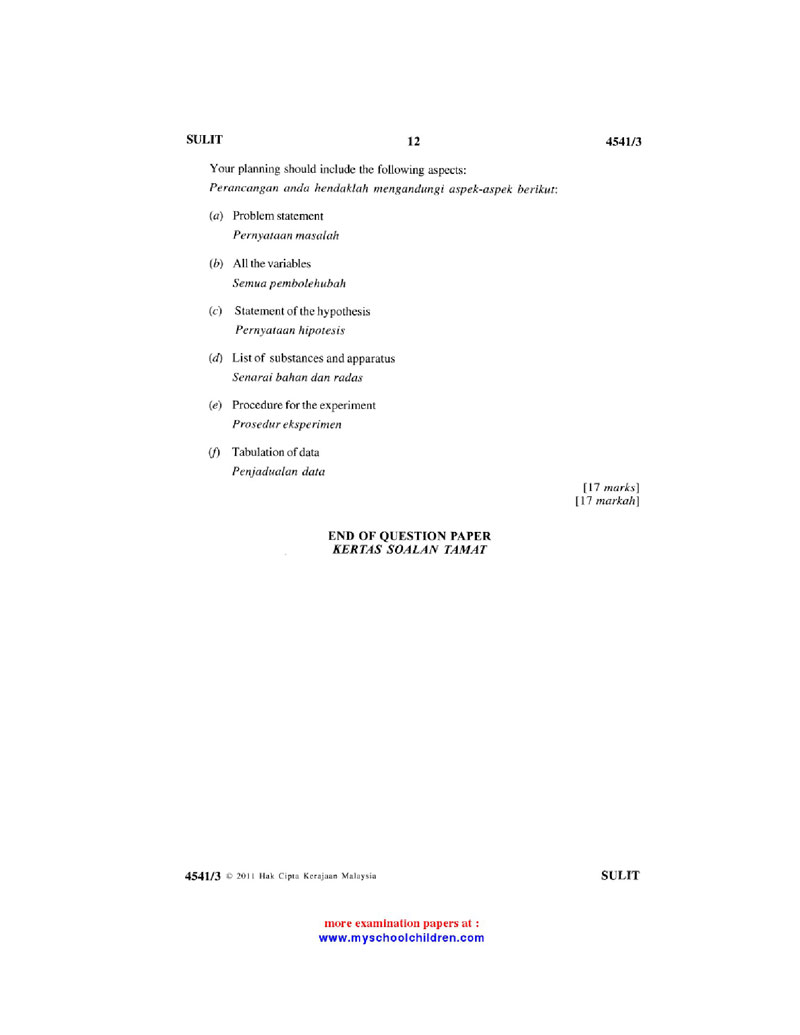 SULIT 12 4541/3
Your planning should include the following aspects:
Perancangan anda hendaklah mengandungi aspek-aspek berikut:
(a) Problem statement
Pernyataan masalah
(b) All the variables
Semua pembolehubah
(c) Statement of the hypothesis
Pernyataan hipotesis
(d) List of substances and apparatus
Senarai bahan dan radas
(e) Procedure for the experiment
Prosedur eksperimen
(f) Tabulation of data
Penjadualan data
[17 marks]
[17 markah]
END OF QUESTION PAPER
KERTAS SOALAN TAMAT
4541/3 © 2011 Hak Cipta Kerajaan Malaysia SULIT
more examination papers at :
www.myschoolchildren.com